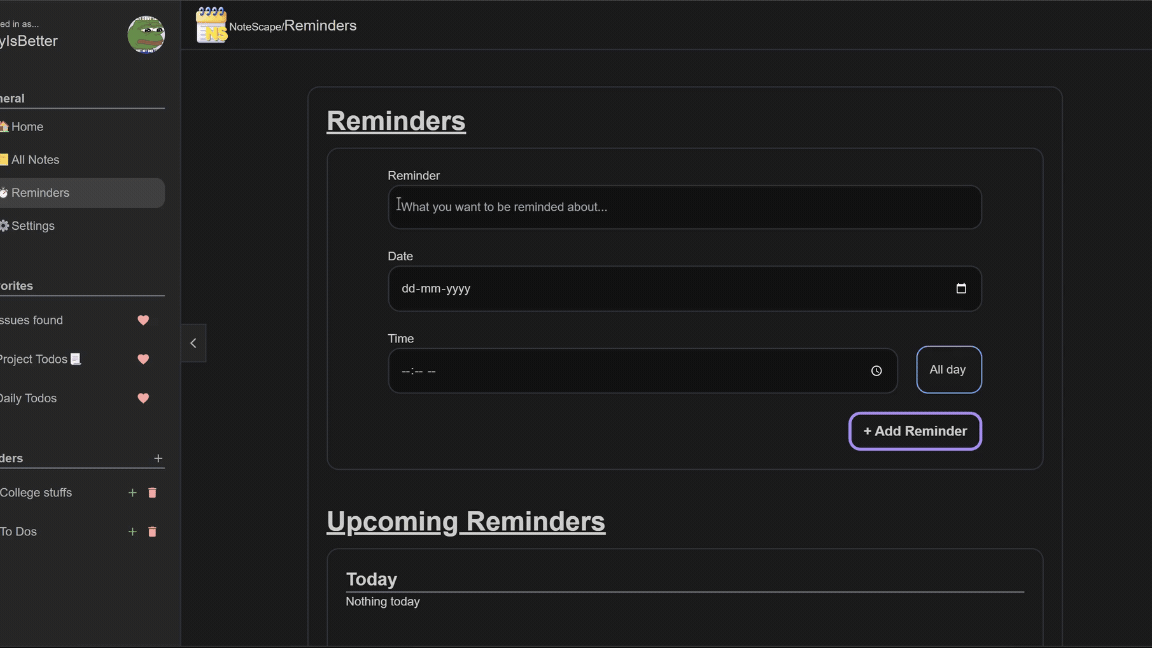 ed in as...
yIsBetter
NS
NoteScape/Reminders
neral
Home
All Notes
Reminders
Settings
orites
ssues found
Project Todos
Daily Todos
ders +
College stuffs +
To Dos +
Reminders
Reminder
What you want to be reminded about...
Date
dd-mm-yyyy
Time
--:-- --
All day
+ Add Reminder
Upcoming Reminders
Today
Nothing today